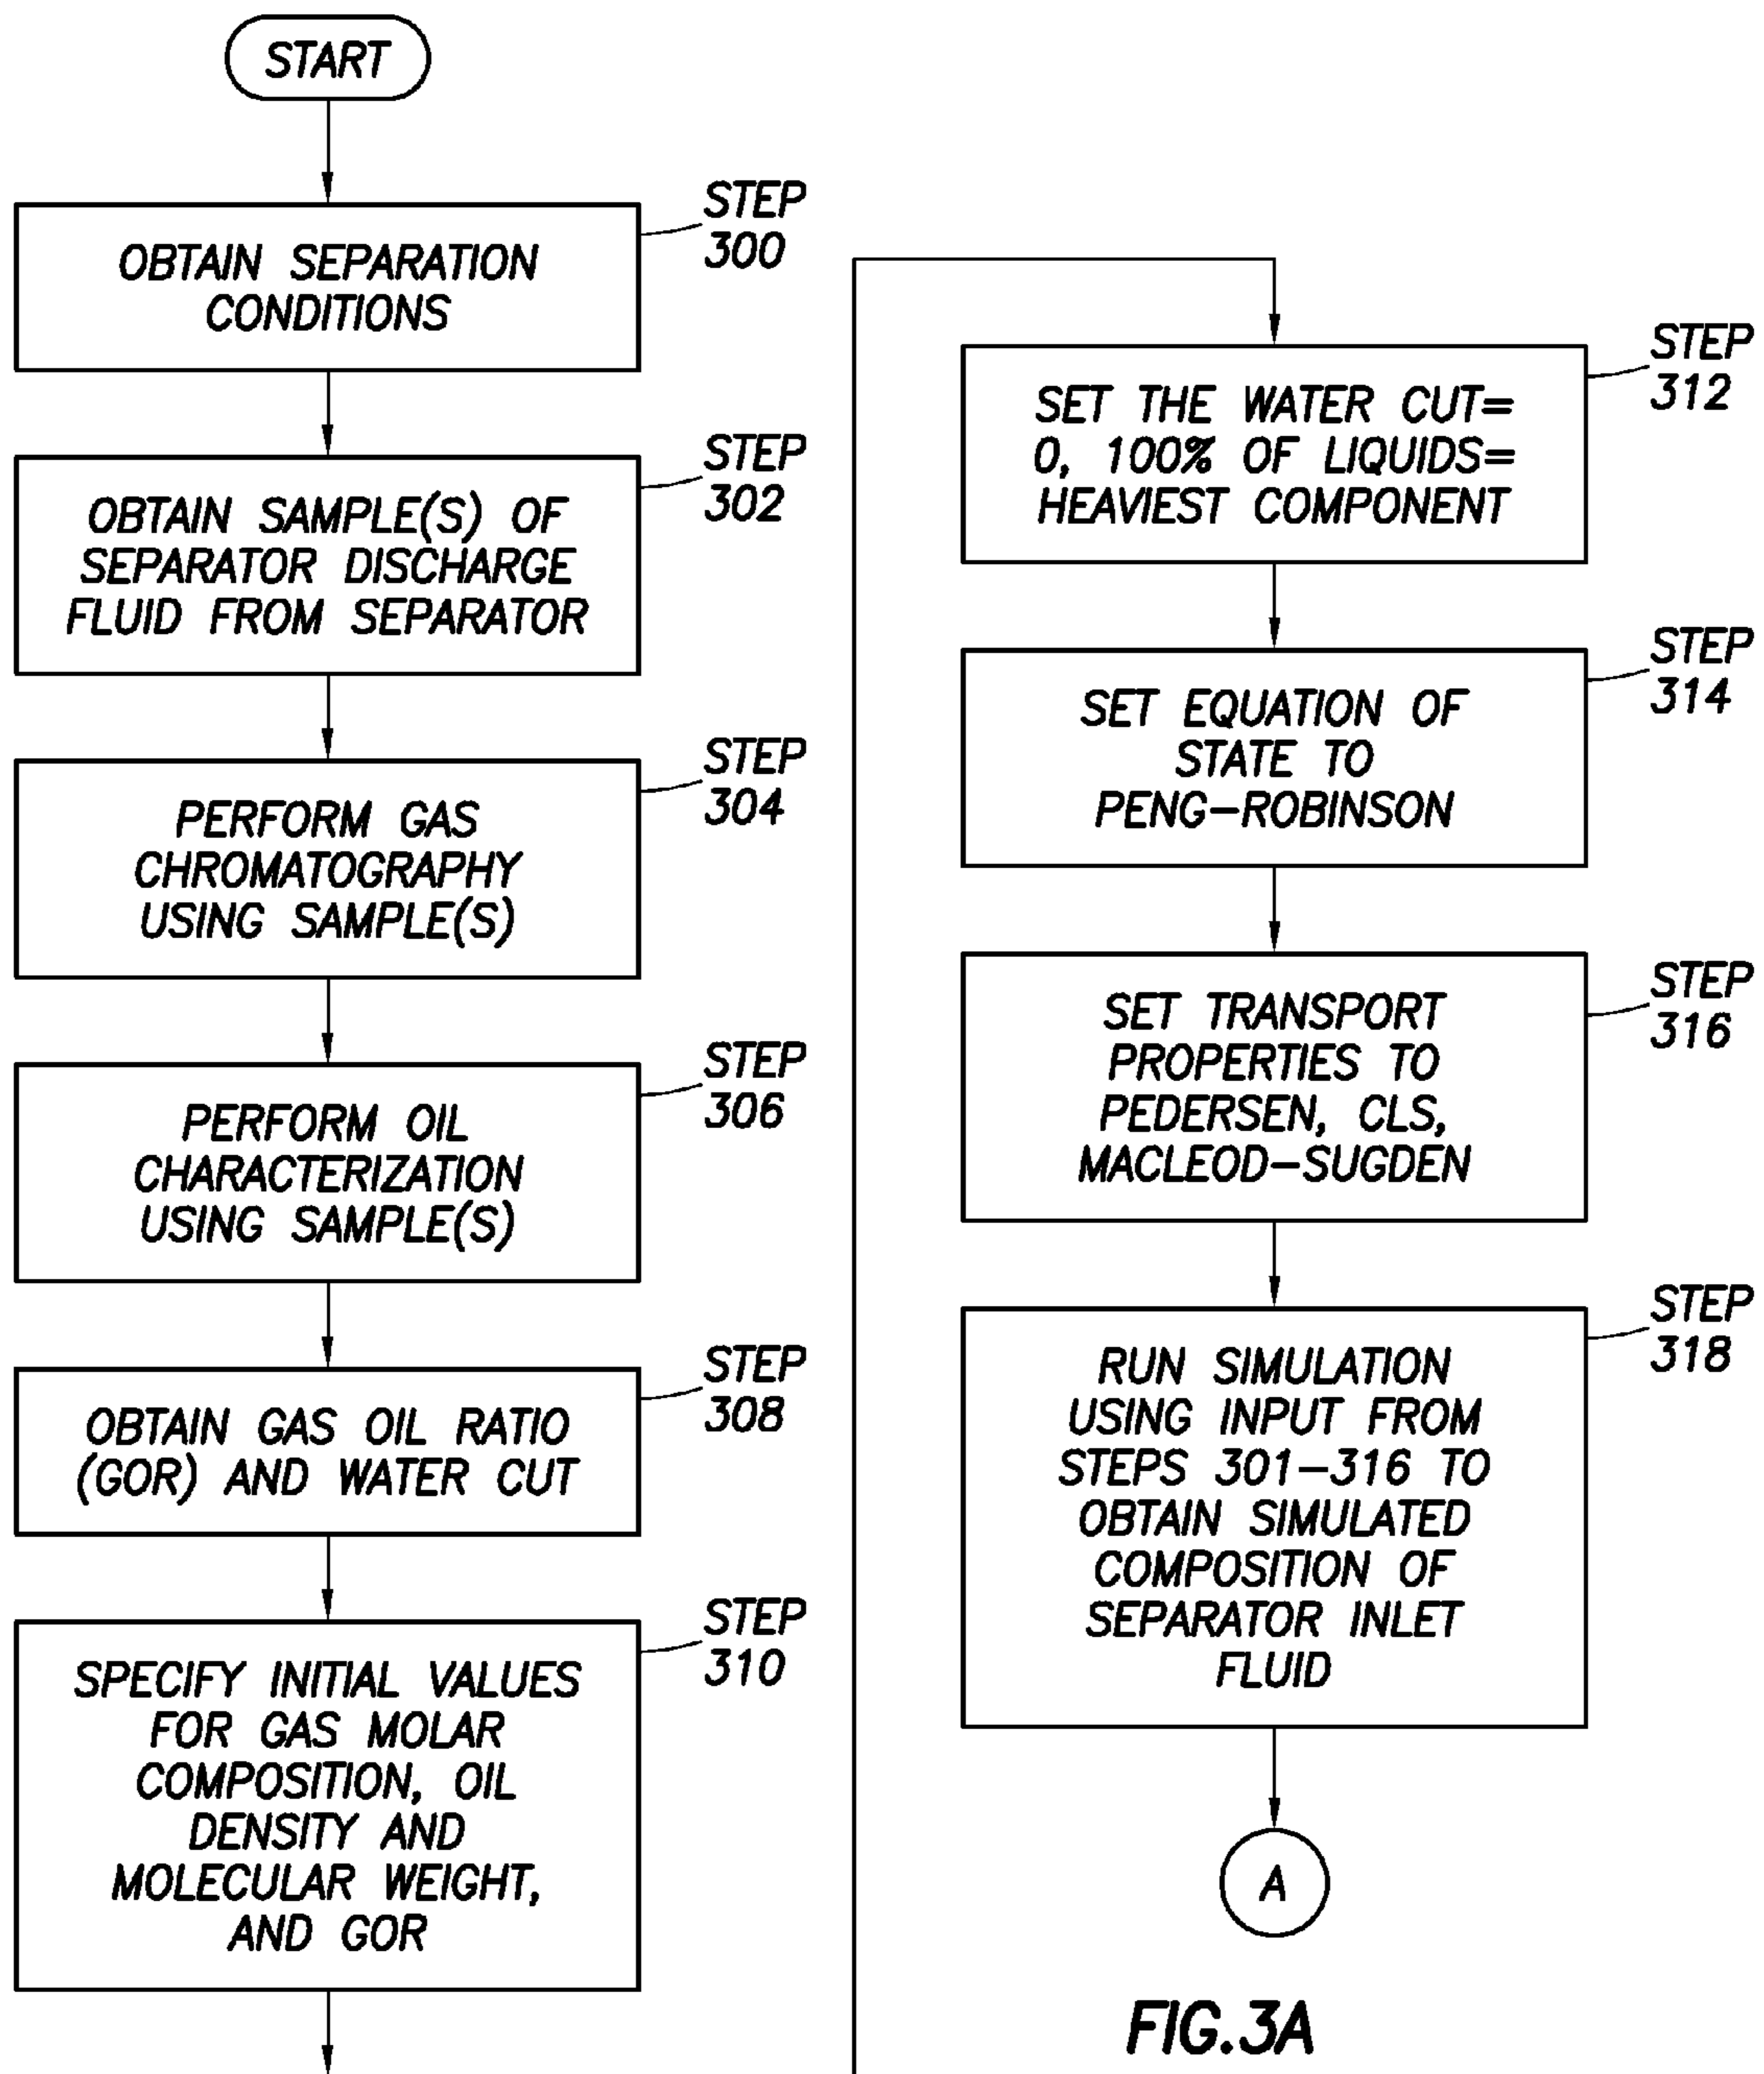 START
STEP
300
OBTAIN SEPARATION
CONDITIONS
STEP
302
OBTAIN SAMPLE(S) OF
SEPARATOR DISCHARGE
FLUID FROM SEPARATOR
STEP
304
PERFORM GAS
CHROMATOGRAPHY
USING SAMPLE(S)
STEP
306
PERFORM OIL
CHARACTERIZATION
USING SAMPLE(S)
STEP
308
OBTAIN GAS OIL RATIO
(GOR) AND WATER CUT
STEP
310
SPECIFY INITIAL VALUES
FOR GAS MOLAR
COMPOSITION, OIL
DENSITY AND
MOLECULAR WEIGHT,
AND GOR
STEP
312
SET THE WATER CUT=
0, 100% OF LIQUIDS=
HEAVIEST COMPONENT
STEP
314
SET EQUATION OF
STATE TO
PENG-ROBINSON
STEP
316
SET TRANSPORT
PROPERTIES TO
PEDERSEN, CLS,
MACLEOD-SUGDEN
STEP
318
RUN SIMULATION
USING INPUT FROM
STEPS 301-316 TO
OBTAIN SIMULATED
COMPOSITION OF
SEPARATOR INLET
FLUID
A
FIG.3A